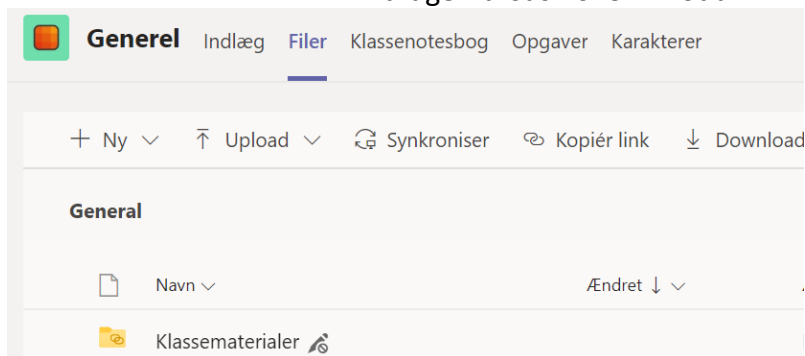 Generel Indlæg Filer Klassenotesbog Opgaver Karakterer
Ny Upload Synkroniser Kopiér link Download
General
Navn Ændret
Klassematerialer